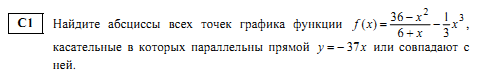 C1 Найдите абсциссы всех точек графика функции f(x) = (36 − x²)/(6 + x) − (1/3)x³,
касательные в которых параллельны прямой y = −37x или совпадают с
ней.